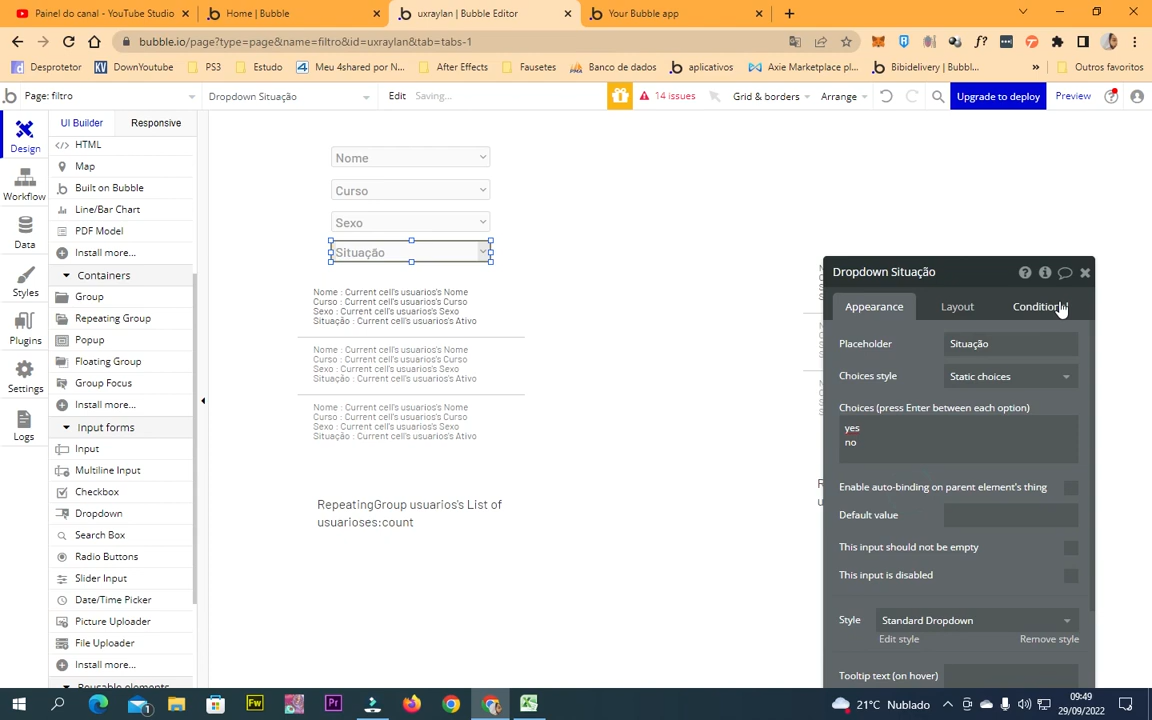 Painel do canal - YouTube Studio
Home | Bubble
uxraylan | Bubble Editor
Your Bubble app
bubble.io/page?type=page&name=filtro&id=uxraylan&tab=tabs-1
Desprotetor
DownYoutube
PS3
Estudo
Meu 4shared por N...
After Effects
Fausetes
Banco de dados
aplicativos
Axie Marketplace pl...
Bibidelivery | Bubbl...
»
Outros favoritos
Page: filtro
Dropdown Situação
Edit
Saving...
14 issues
Grid & borders
Arrange
Upgrade to deploy
Preview
UI Builder
Responsive
Design
Workflow
Data
Styles
Plugins
Settings
Logs
HTML
Map
Built on Bubble
Line/Bar Chart
PDF Model
Install more...
Containers
Group
Repeating Group
Popup
Floating Group
Group Focus
Install more...
Input forms
Input
Multiline Input
Checkbox
Dropdown
Search Box
Radio Buttons
Slider Input
Date/Time Picker
Picture Uploader
File Uploader
Install more...
Reusable elements
Nome
Curso
Sexo
Situação
Nome : Current cell's usuarios's Nome
Curso : Current cell's usuarios's Curso
Sexo : Current cell's usuarios's Sexo
Situação : Current cell's usuarios's Ativo
Nome : Current cell's usuarios's Nome
Curso : Current cell's usuarios's Curso
Sexo : Current cell's usuarios's Sexo
Situação : Current cell's usuarios's Ativo
Nome : Current cell's usuarios's Nome
Curso : Current cell's usuarios's Curso
Sexo : Current cell's usuarios's Sexo
Situação : Current cell's usuarios's Ativo
RepeatingGroup usuarios's List of
usuarioses:count
Dropdown Situação
Appearance
Layout
Condition
Placeholder
Situação
Choices style
Static choices
Choices (press Enter between each option)
yes
no
Enable auto-binding on parent element's thing
Default value
This input should not be empty
This input is disabled
Style
Standard Dropdown
Edit style
Remove style
Tooltip text (on hover)
21°C Nublado
09:49
29/09/2022